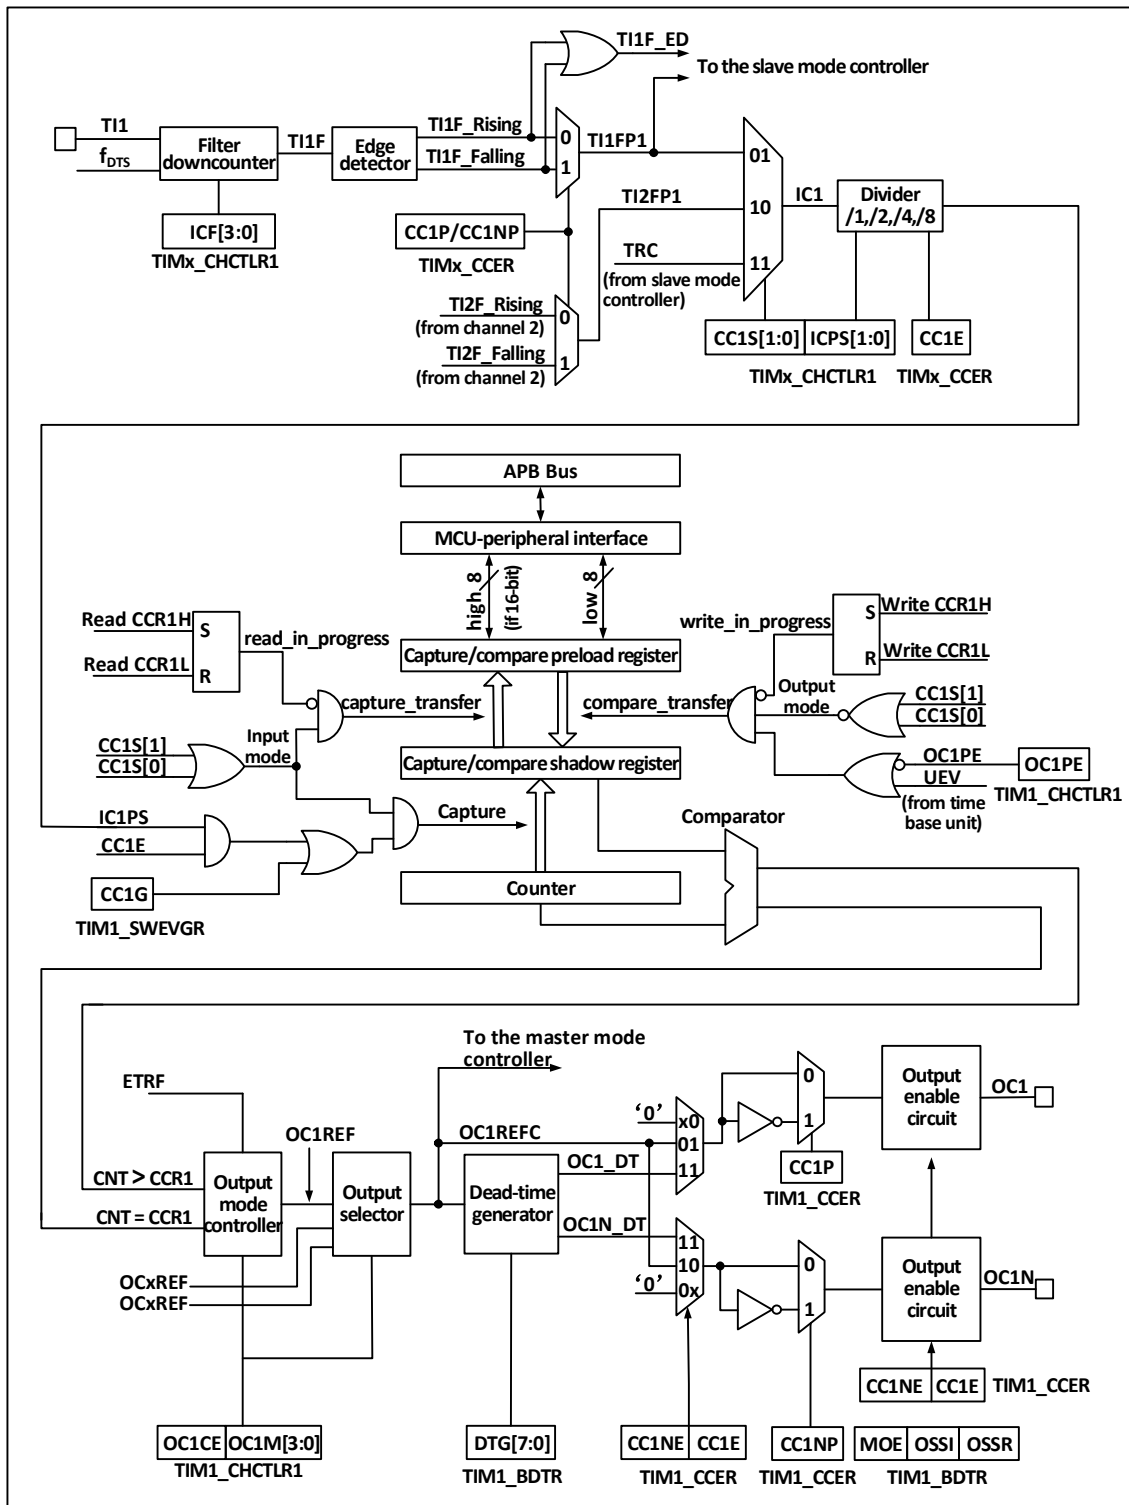 TI1F_ED
To the slave mode controller
TI1
f_DTS
Filter
downcounter
TI1F
Edge
detector
TI1F_Rising
TI1F_Falling
0
1
TI1FP1
01
10
11
TI2FP1
IC1
Divider
/1,/2,/4,/8
ICF[3:0]
TIMx_CHCTLR1
CC1P/CC1NP
TIMx_CCER
TRC
(from slave mode
controller)
TI2F_Rising
(from channel 2)
TI2F_Falling
(from channel 2)
0
1
CC1S[1:0]
ICPS[1:0]
CC1E
TIMx_CHCTLR1
TIMx_CCER
APB Bus
MCU-peripheral interface
high 8
(if 16-bit)
low 8
Read CCR1H
S
Read CCR1L
R
read_in_progress
Capture/compare preload register
write_in_progress
S
Write CCR1H
R
Write CCR1L
capture_transfer
compare_transfer
Output
mode
CC1S[1]
CC1S[0]
CC1S[1]
CC1S[0]
Input
mode
Capture/compare shadow register
OC1PE
UEV
(from time
base unit)
OC1PE
TIM1_CHCTLR1
IC1PS
CC1E
Capture
Comparator
CC1G
TIM1_SWEVGR
Counter
To the master mode
controller
ETRF
OC1REF
OC1REFC
‘0’
x0
01
11
0
1
Output
enable
circuit
OC1
CNT > CCR1
CNT = CCR1
Output
mode
controller
Output
selector
Dead-time
generator
OC1_DT
OC1N_DT
CC1P
TIM1_CCER
OCxREF
OCxREF
11
10
0x
‘0’
0
1
Output
enable
circuit
OC1N
CC1NE
CC1E
TIM1_CCER
OC1CE
OC1M[3:0]
TIM1_CHCTLR1
DTG[7:0]
TIM1_BDTR
CC1NE
CC1E
TIM1_CCER
CC1NP
TIM1_CCER
MOE
OSSI
OSSR
TIM1_BDTR